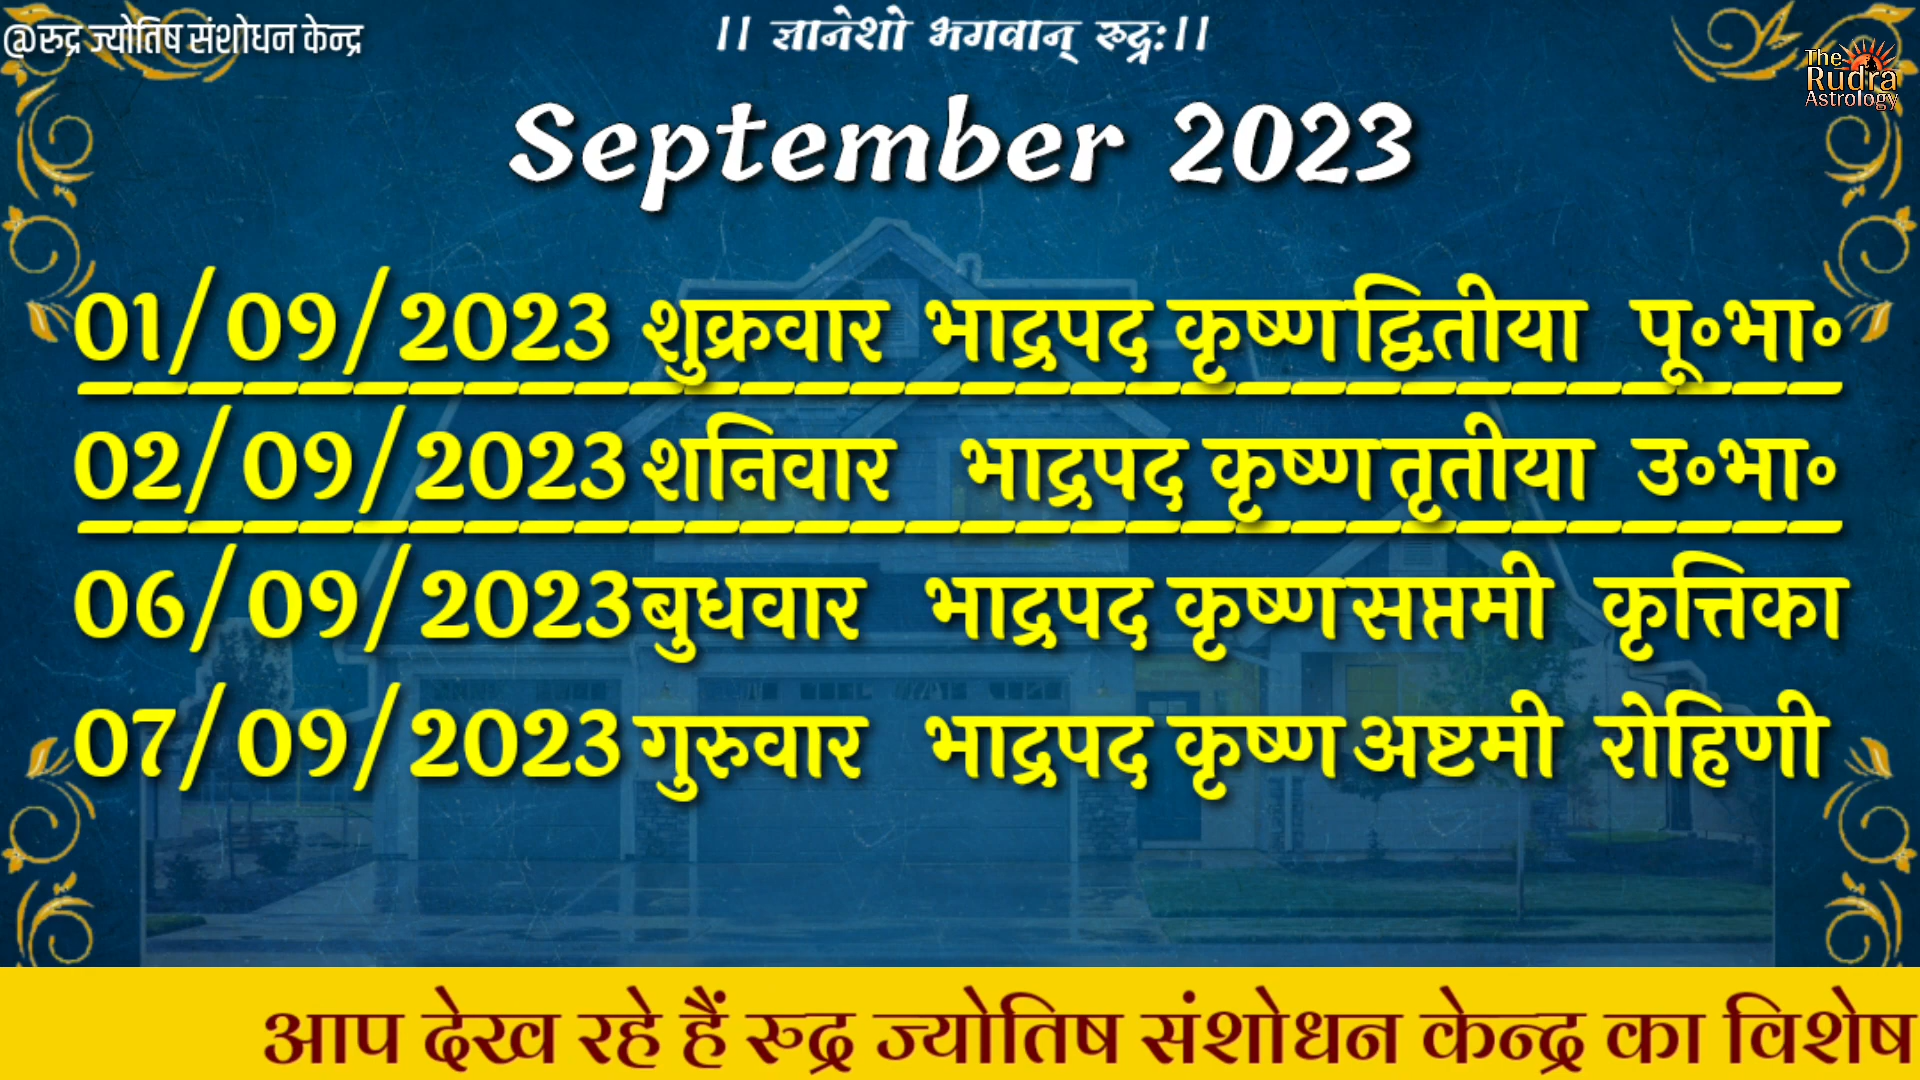 @रुद्र ज्योतिष संशोधन केन्द्र
।। ज्ञानेशो भगवान् रुद्रः।।
The
Rudra
Astrology
September 2023
01/09/2023 शुक्रवार भाद्रपद कृष्ण द्वितीया पू॰भा॰
02/09/2023 शनिवार भाद्रपद कृष्ण तृतीया उ॰भा॰
06/09/2023 बुधवार भाद्रपद कृष्ण सप्तमी कृत्तिका
07/09/2023 गुरुवार भाद्रपद कृष्ण अष्टमी रोहिणी
आप देख रहे हैं रुद्र ज्योतिष संशोधन केन्द्र का विशेष